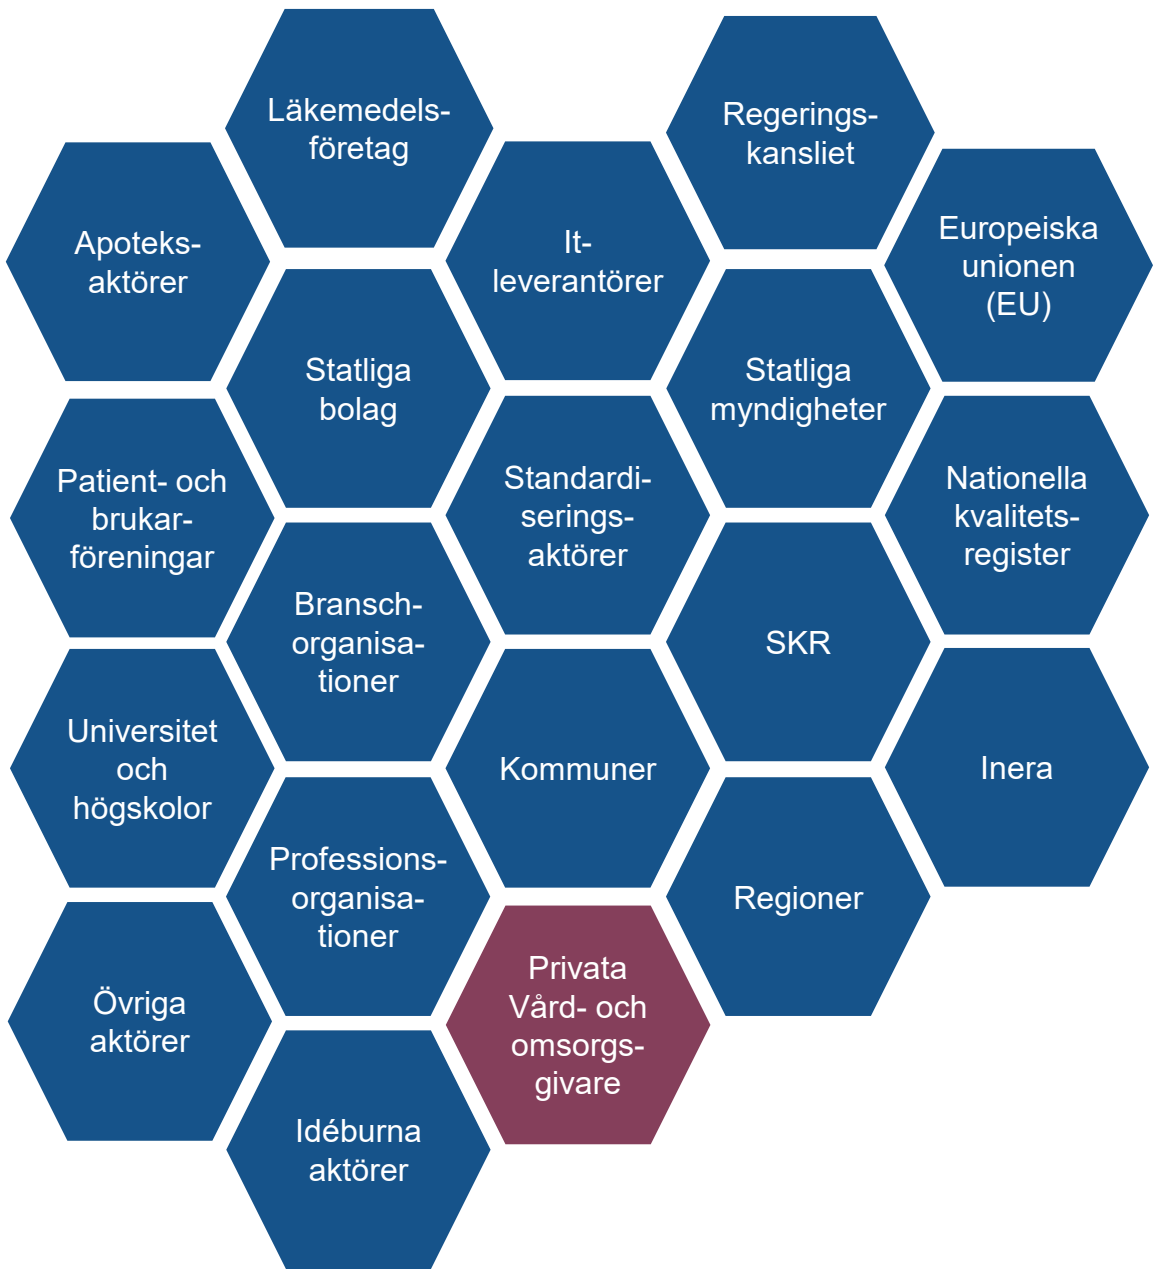 Läkemedels-
företag
Regerings-
kansliet
Apoteks-
aktörer
It-
leverantörer
Europeiska
unionen
(EU)
Statliga
bolag
Statliga
myndigheter
Patient- och
brukar-
föreningar
Standardi-
serings-
aktörer
Nationella
kvalitets-
register
Bransch-
organisa-
tioner
SKR
Universitet
och
högskolor
Kommuner
Inera
Professions-
organisa-
tioner
Regioner
Övriga
aktörer
Privata
Vård- och
omsorgs-
givare
Idéburna
aktörer